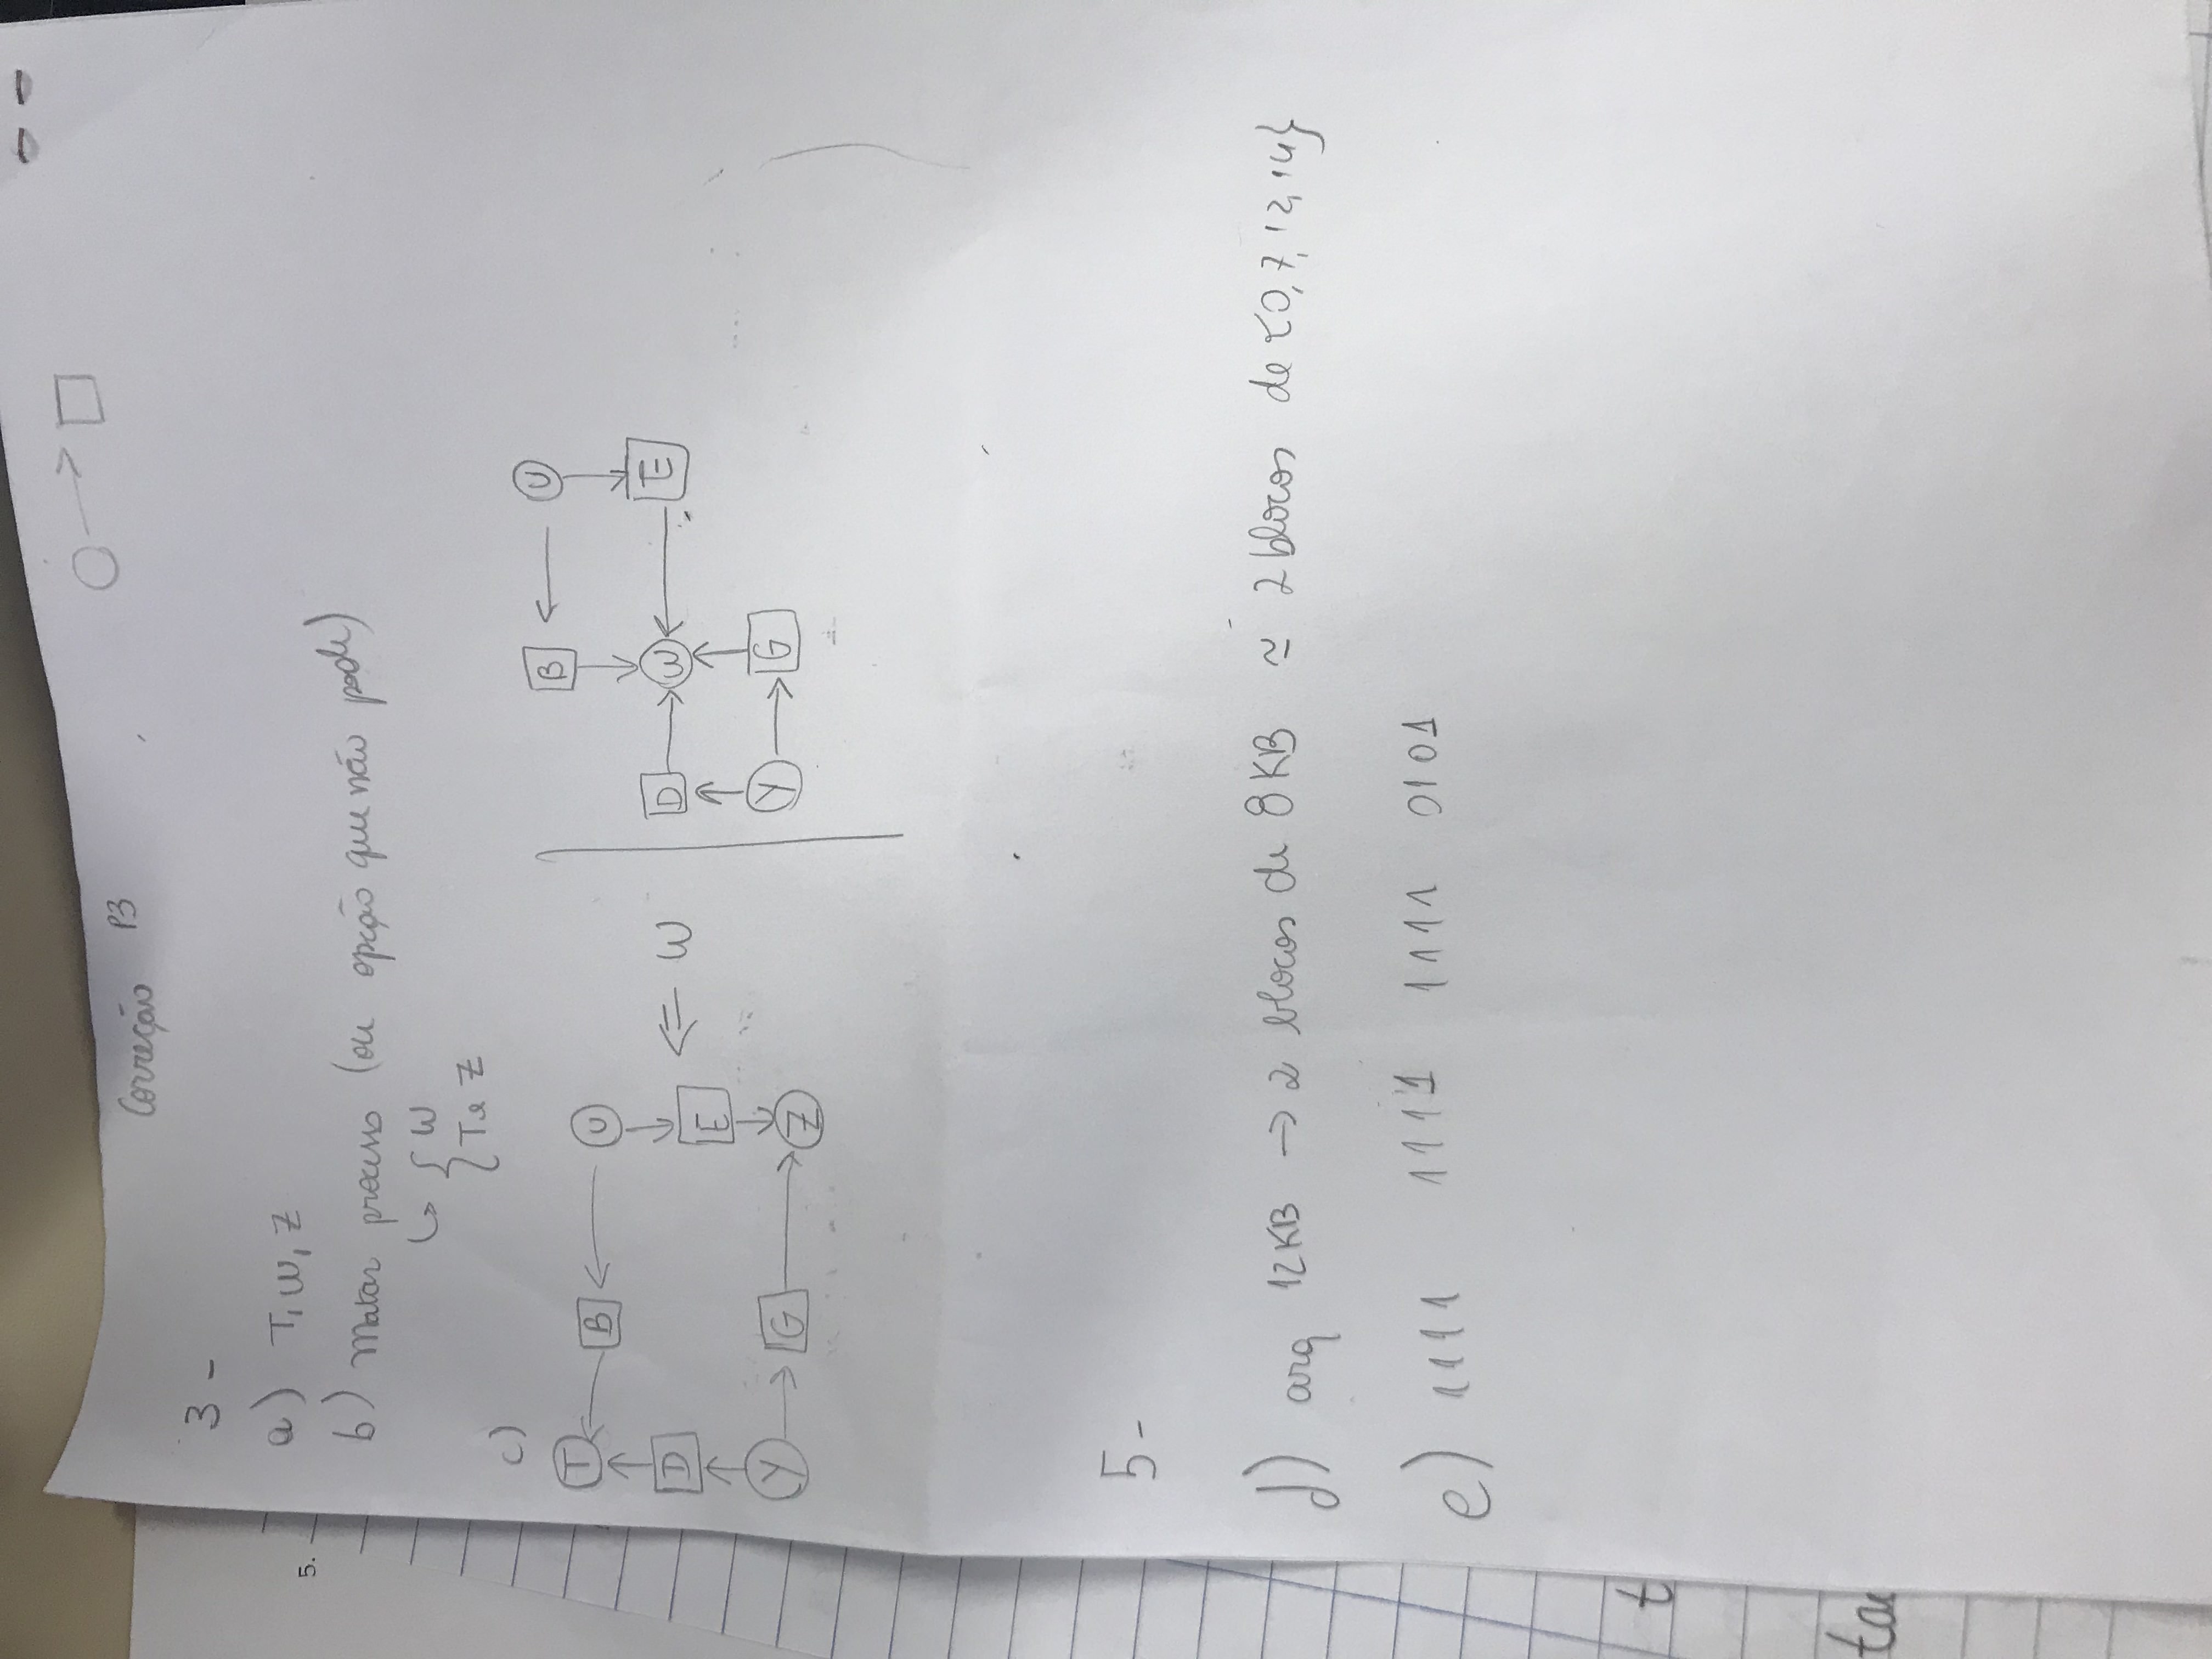 Correção P3
3 -
a) T, W, Z
5.
b) Matar processo (ou opção que não pode)
↳ { W
{ T e Z
c)
T ← B ← U
D
E ⇐ W
Y → G → Z
B ← U
D → W ← E
Y → G
5-
d) arq 12KB → 2 blocos de 8KB ≈ 2 blocos de {0, 7, 12, 14}
e) 1111 1111 1111 0101
t